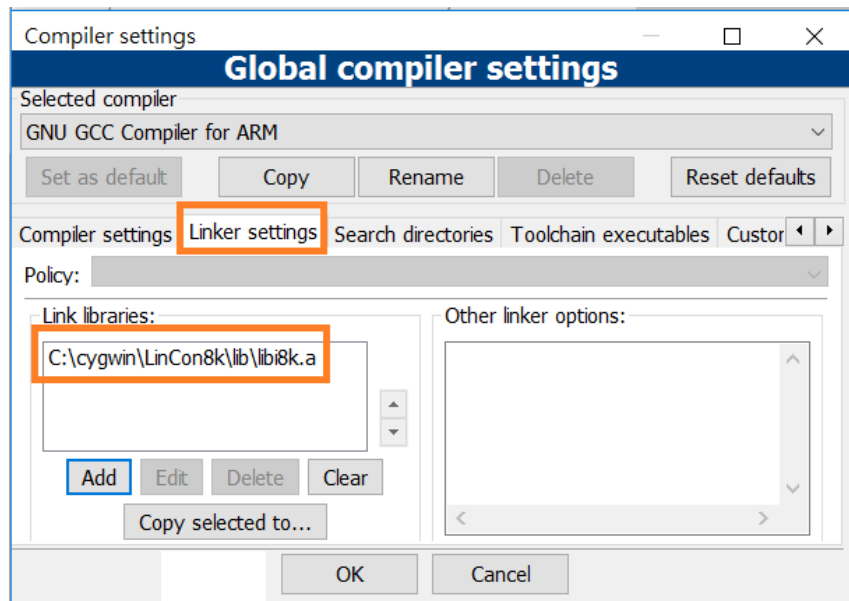 Compiler settings
Global compiler settings
Selected compiler
GNU GCC Compiler for ARM
Set as default Copy Rename Delete Reset defaults
Compiler settings Linker settings Search directories Toolchain executables Custor
Policy:
Link libraries: Other linker options:
C:\cygwin\LinCon8k\lib\libi8k.a
Add Edit Delete Clear
Copy selected to...
OK Cancel